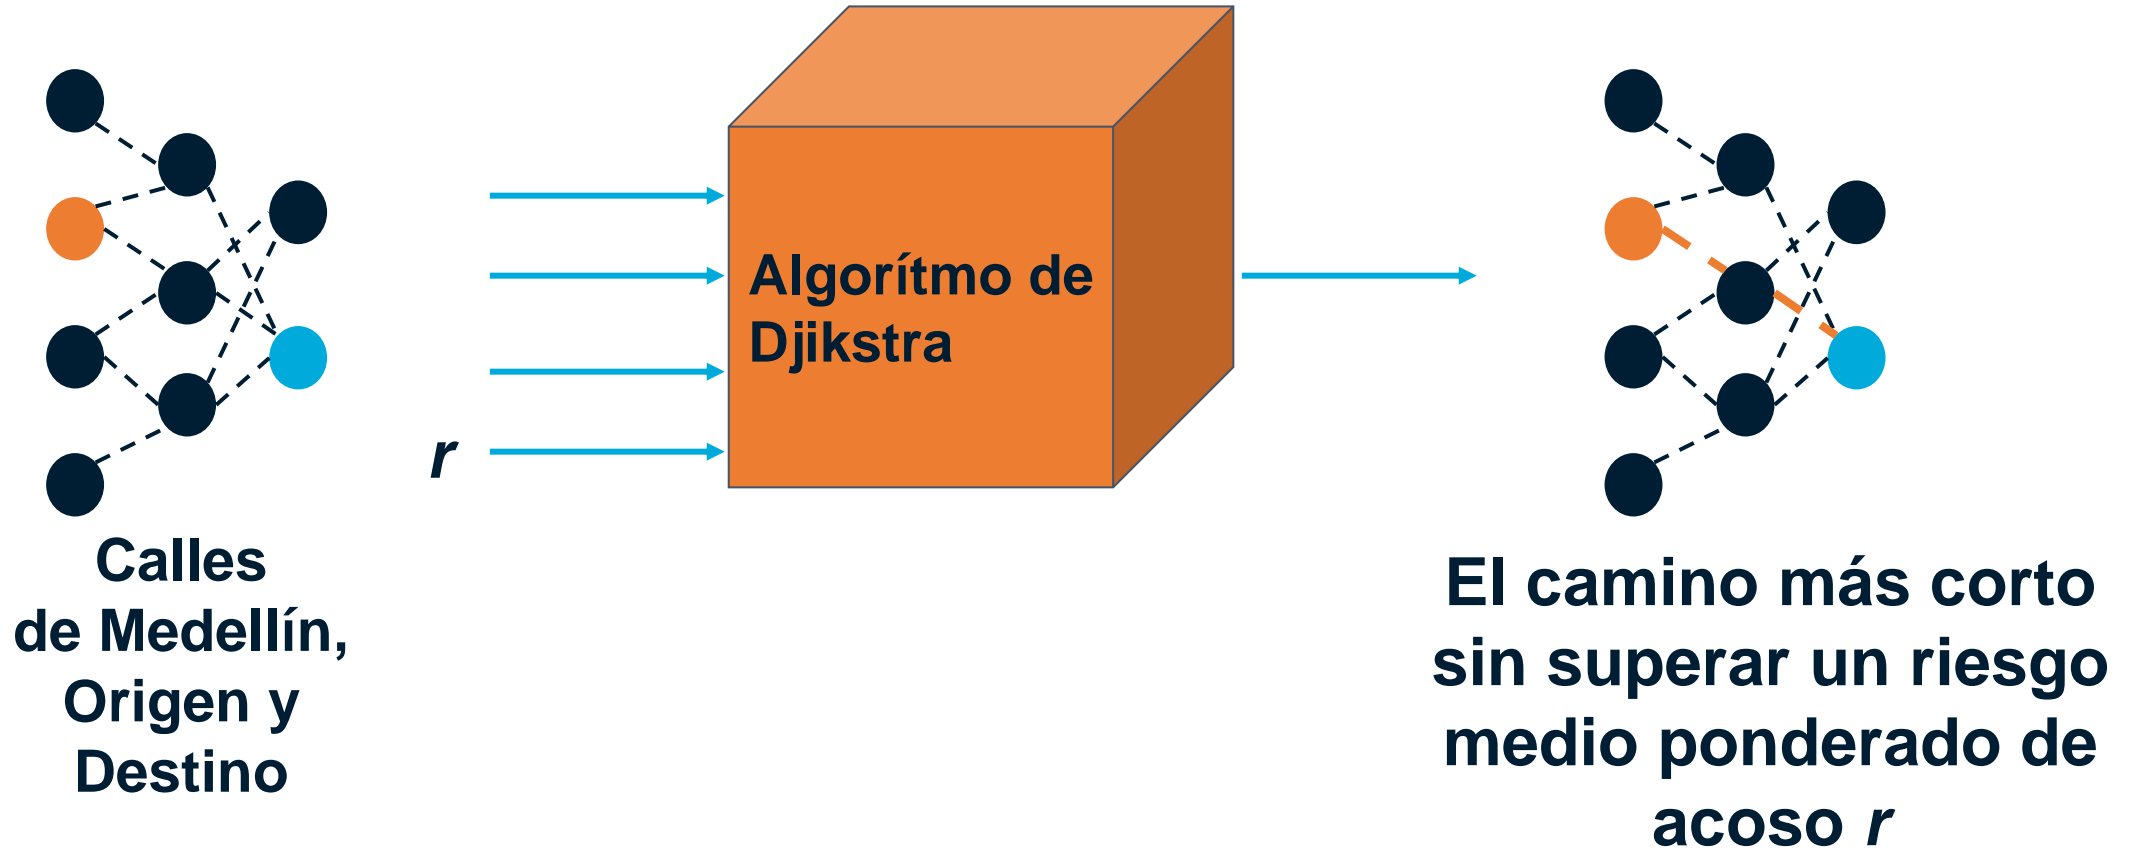 Algorítmo de
Djikstra
r
Calles
de Medellín,
Origen y
Destino
El camino más corto
sin superar un riesgo
medio ponderado de
acoso r